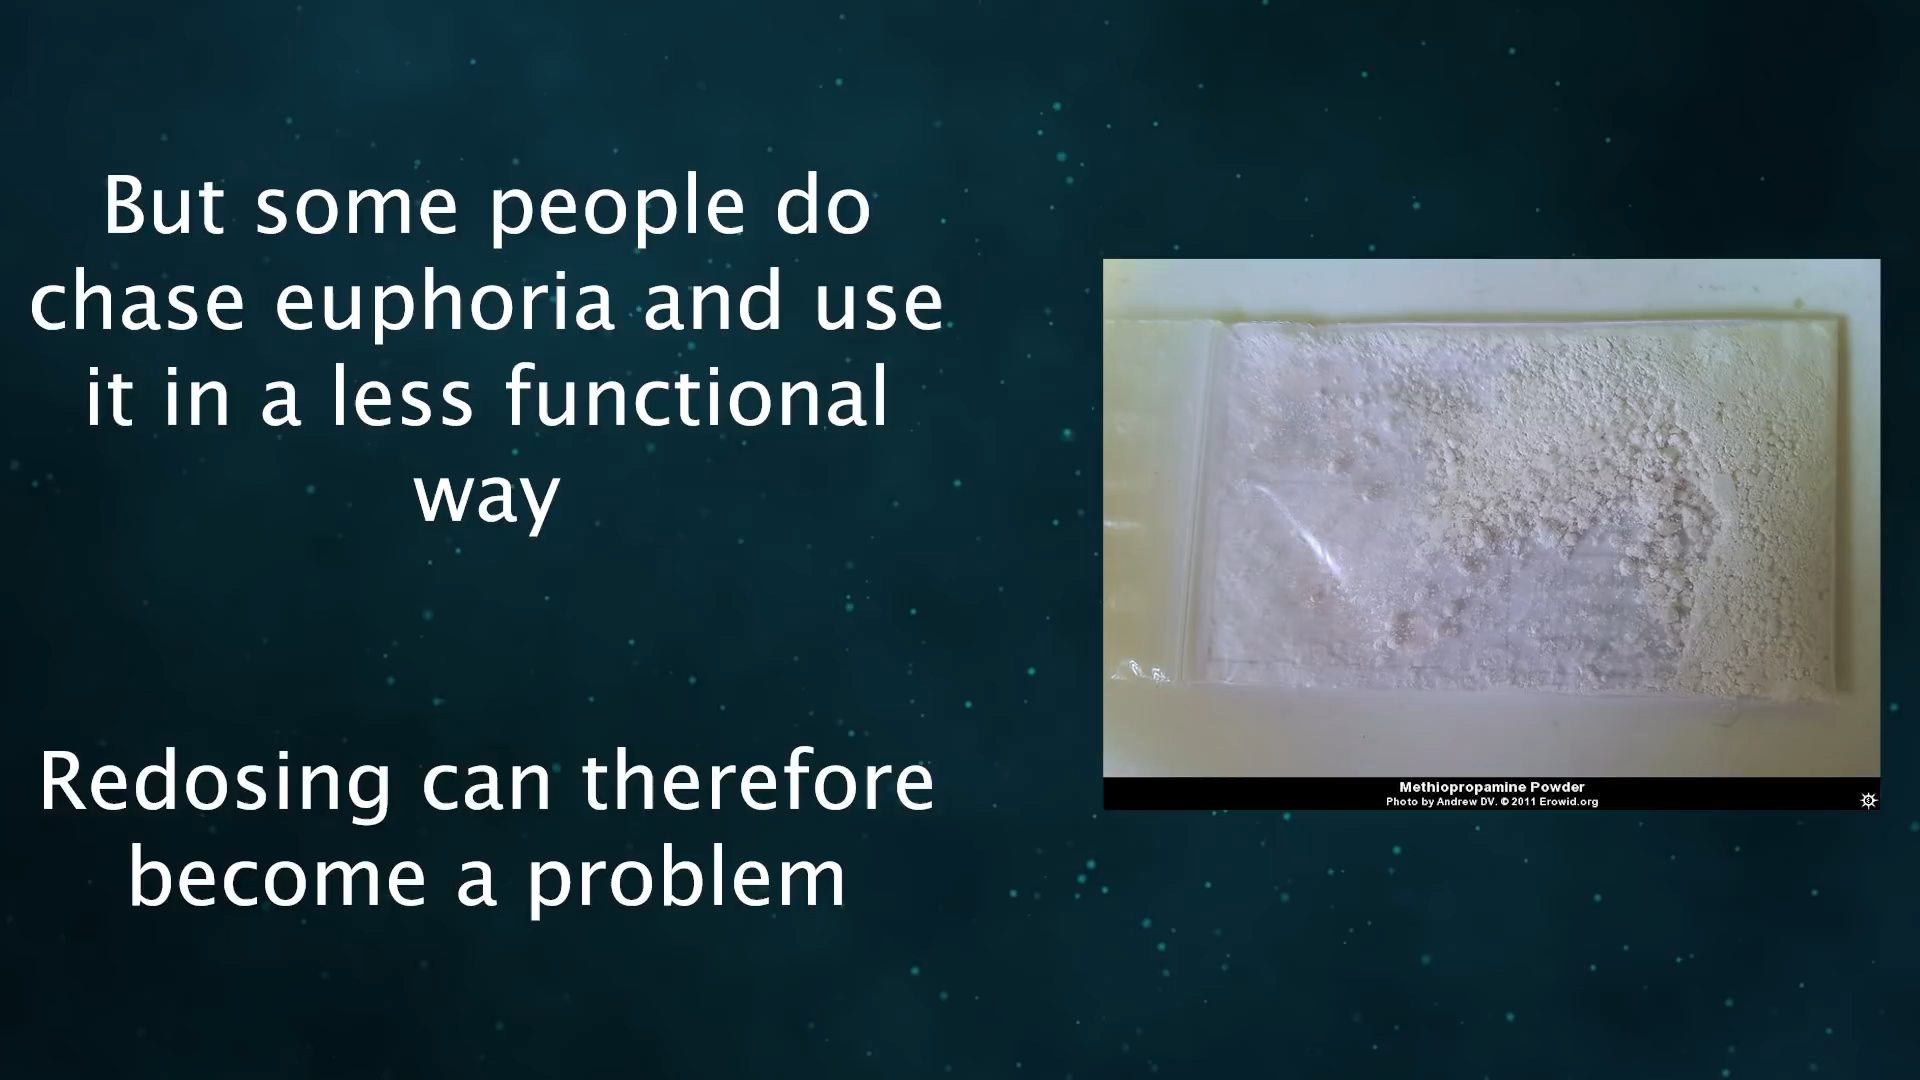 But some people do
chase euphoria and use
it in a less functional
way
Redosing can therefore
become a problem
Methiopropamine Powder
Photo by Andrew DV. © 2011 Erowid.org